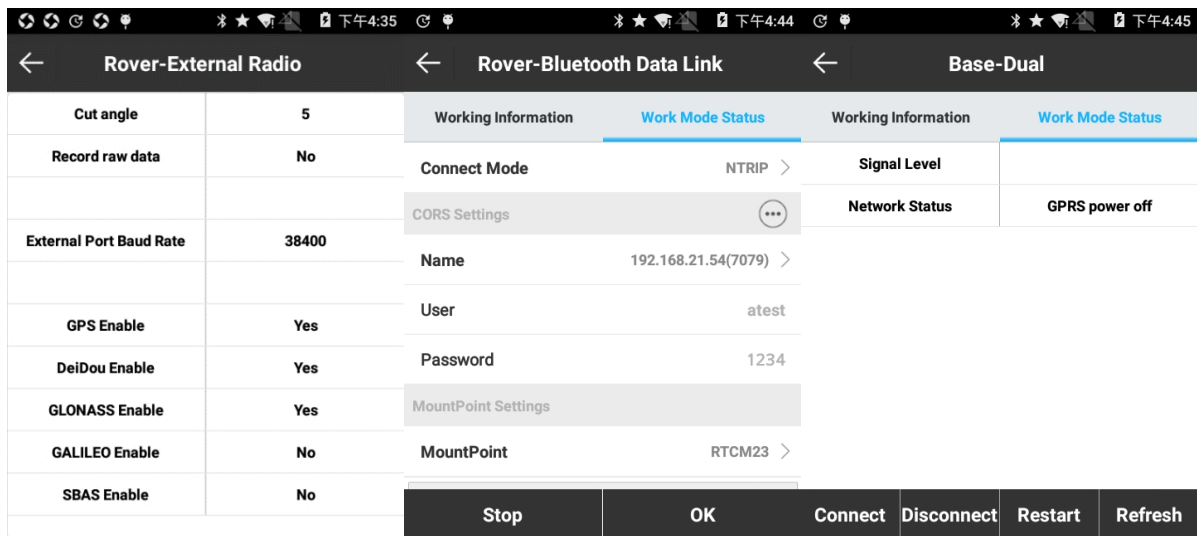 下午4:35
Rover-External Radio
Cut angle 5
Record raw data No
External Port Baud Rate 38400
GPS Enable Yes
DeiDou Enable Yes
GLONASS Enable Yes
GALILEO Enable No
SBAS Enable No
下午4:44
Rover-Bluetooth Data Link
Working Information Work Mode Status
Connect Mode NTRIP
CORS Settings
Name 192.168.21.54(7079)
User atest
Password 1234
MountPoint Settings
MountPoint RTCM23
Stop OK
下午4:45
Base-Dual
Working Information Work Mode Status
Signal Level
Network Status GPRS power off
Connect Disconnect Restart Refresh